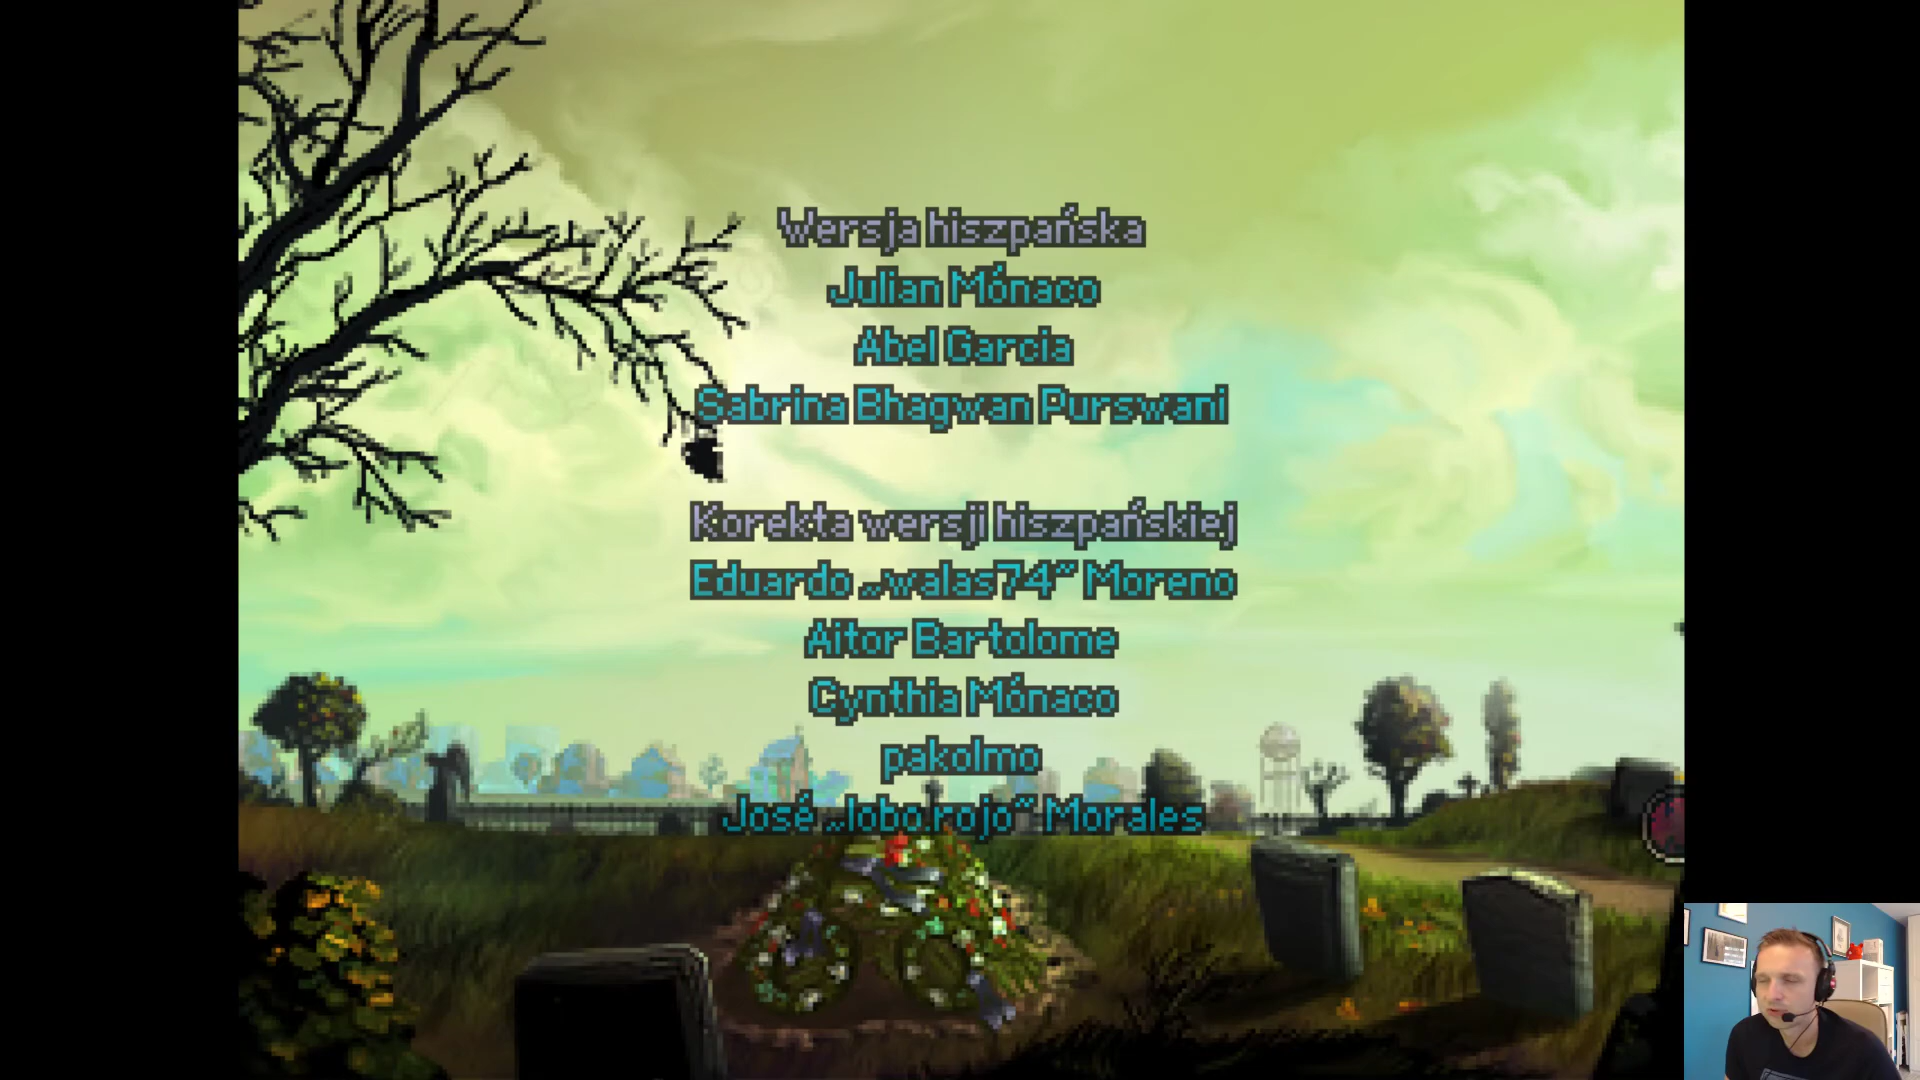 Wersja hiszpańska
Julian Mónaco
Abel Garcia
Sabrina Bhagwan Purswani
Korekta wersji hiszpańskiej
Eduardo „walas74” Moreno
Aitor Bartolome
Cynthia Mónaco
pakolmo
José „lobo rojo” Morales